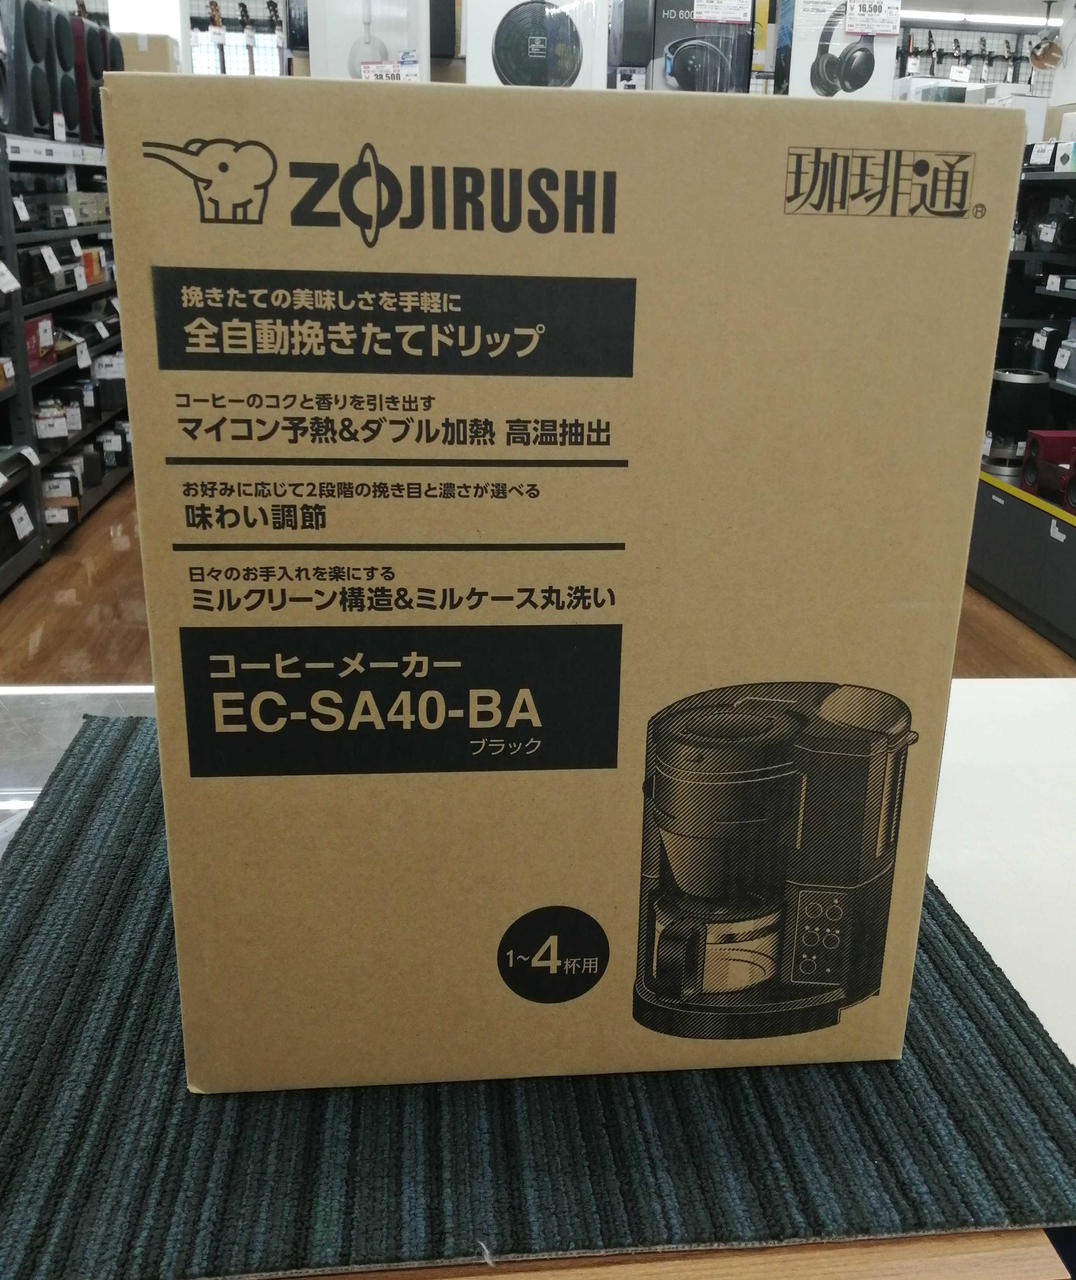 HD 600
16,500
38,500
ZOJIRUSHI
珈琲通®
挽きたての美味しさを手軽に
全自動挽きたてドリップ
コーヒーのコクと香りを引き出す
マイコン予熱&ダブル加熱 高温抽出
お好みに応じて2段階の挽き目と濃さが選べる
味わい調節
日々のお手入れを楽にする
ミルクリーン構造&ミルケース丸洗い
コーヒーメーカー
EC-SA40-BA
ブラック
1~4杯用